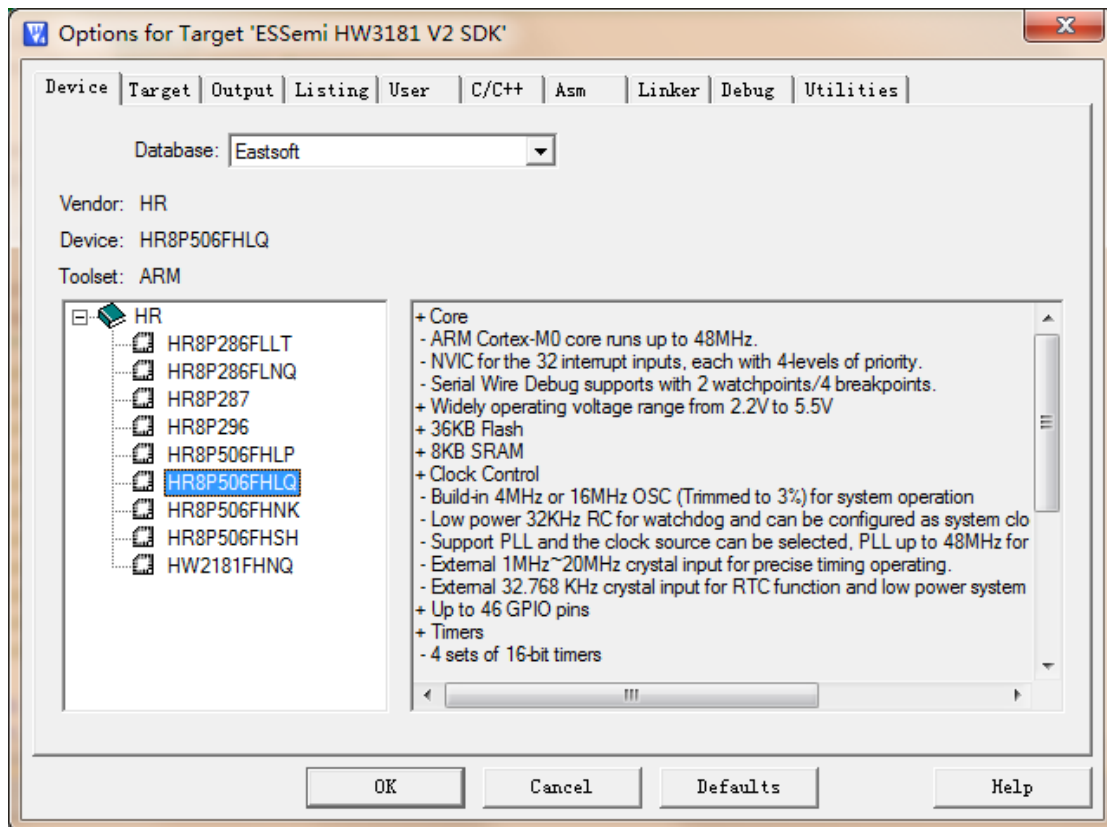 Options for Target 'ESSemi HW3181 V2 SDK'
Device Target Output Listing User C/C++ Asm Linker Debug Utilities
Database: Eastsoft
Vendor: HR
Device: HR8P506FHLQ
Toolset: ARM
HR
HR8P286FLLT
HR8P286FLNQ
HR8P287
HR8P296
HR8P506FHLP
HR8P506FHLQ
HR8P506FHNK
HR8P506FHSH
HW2181FHNQ
+ Core
- ARM Cortex-M0 core runs up to 48MHz.
- NVIC for the 32 interrupt inputs, each with 4-levels of priority.
- Serial Wire Debug supports with 2 watchpoints/4 breakpoints.
+ Widely operating voltage range from 2.2V to 5.5V
+ 36KB Flash
+ 8KB SRAM
+ Clock Control
- Build-in 4MHz or 16MHz OSC (Trimmed to 3%) for system operation
- Low power 32KHz RC for watchdog and can be configured as system clo
- Support PLL and the clock source can be selected, PLL up to 48MHz for
- External 1MHz~20MHz crystal input for precise timing operating.
- External 32.768 KHz crystal input for RTC function and low power system
+ Up to 46 GPIO pins
+ Timers
- 4 sets of 16-bit timers
OK Cancel Defaults Help